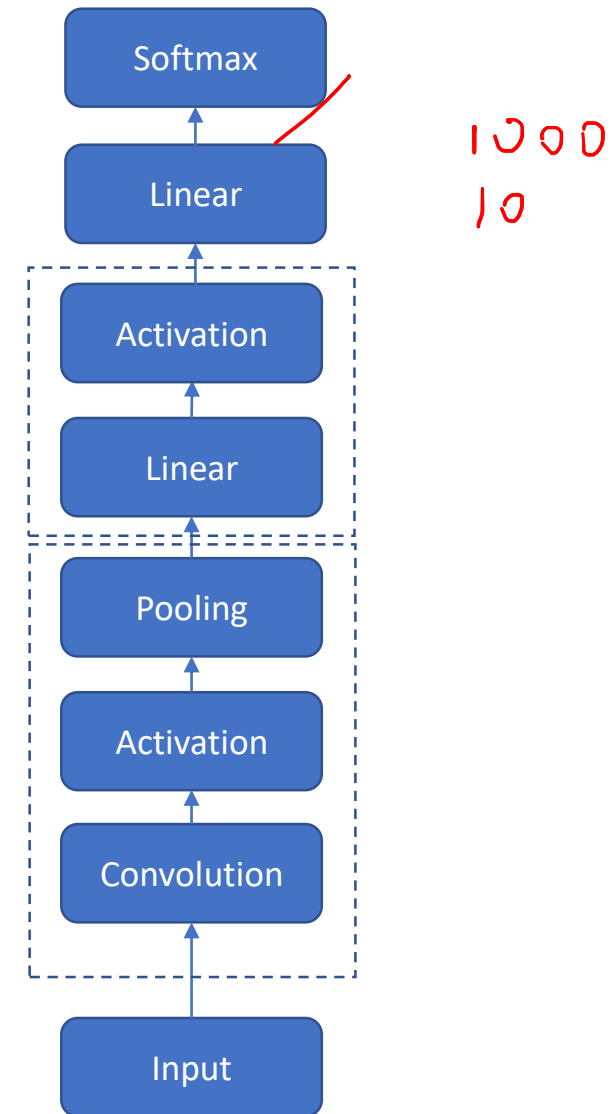 Softmax
1000
Linear
10
Activation
Linear
Pooling
Activation
Convolution
Input